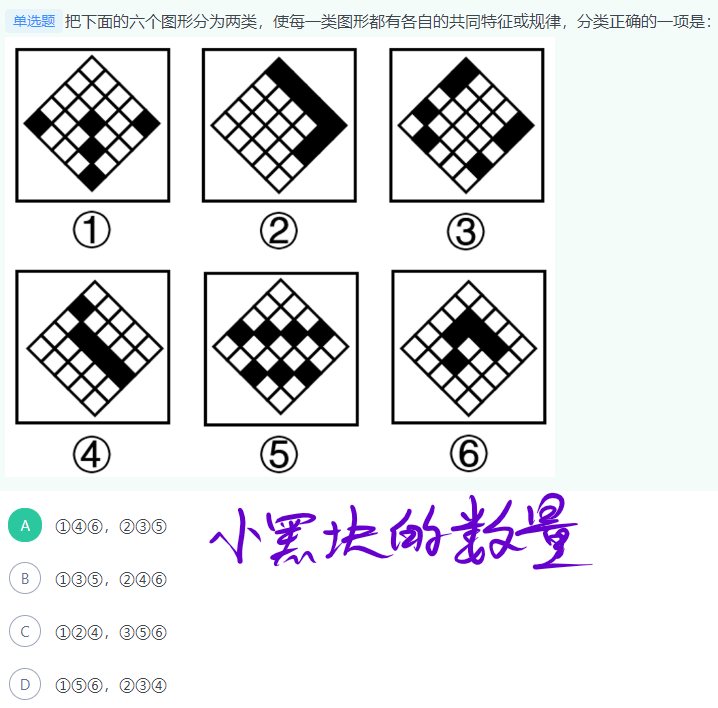 单选题 把下面的六个图形分为两类，使每一类图形都有各自的共同特征或规律，分类正确的一项是：
① ② ③
④ ⑤ ⑥
A ①④⑥，②③⑤
小黑块的数量
B ①③⑤，②④⑥
C ①②④，③⑤⑥
D ①⑤⑥，②③④